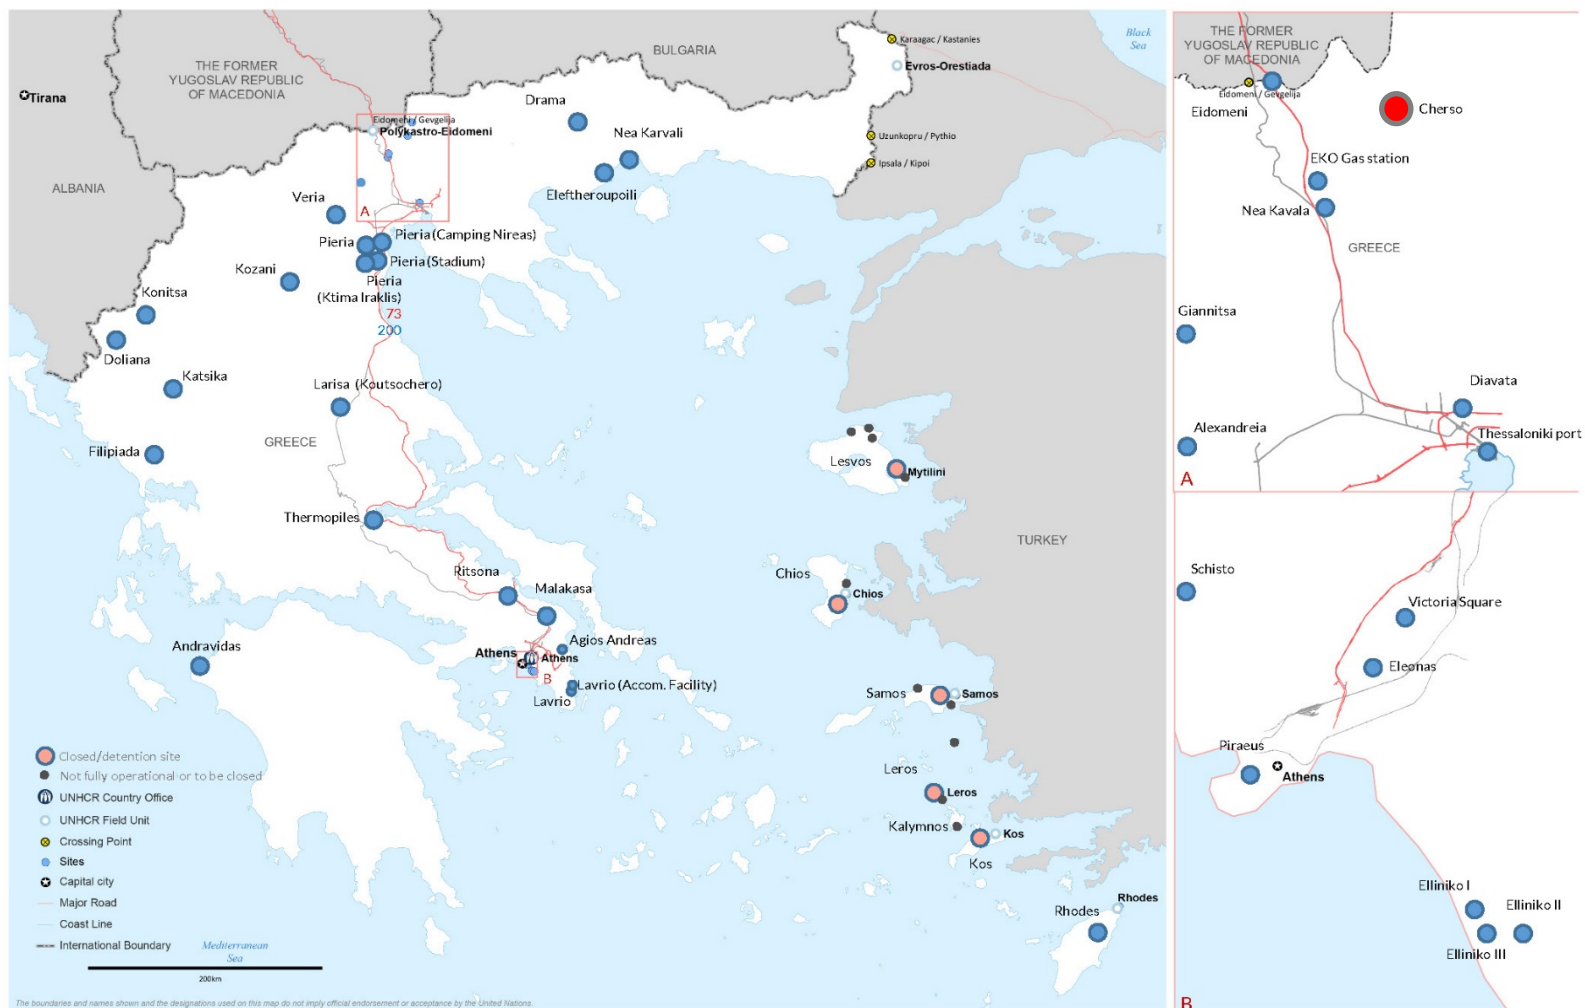 BULGARIA
Black
Sea
Karaagac / Kastanies
Evros-Orestiada
THE FORMER
YUGOSLAV REPUBLIC
OF MACEDONIA
Tirana
Drama
Eidomeni / Gevgelija
Polykastro-Eidomeni
Nea Karvali
Uzunkopru / Pythio
Ipsala / Kipoi
ALBANIA
Eleftheroupoili
Veria
A
Pieria
Pieria (Camping Nireas)
Pieria (Stadium)
Kozani
Pieria
(Ktima Iraklis)
73
200
Konitsa
Doliana
Katsika
Larisa (Koutsochero)
GREECE
Filipiada
Lesvos
Mytilini
Thermopiles
TURKEY
Ritsona
Malakasa
Chios
Chios
Andravidas
Agios Andreas
Athens
Athens
B
Lavrio (Accom. Facility)
Lavrio
Samos
Samos
Leros
Leros
Kalymnos
Kos
Kos
Rhodes
Rhodes
Closed/detention site
Not fully operational or to be closed
UNHCR Country Office
UNHCR Field Unit
Crossing Point
Sites
Capital city
Major Road
Coast Line
International Boundary
Mediterranean
Sea
200km
The boundaries and names shown and the designations used on this map do not imply official endorsement or acceptance by the United Nations.
THE FORMER
YUGOSLAV REPUBLIC
OF MACEDONIA
Eidomeni / Gevgelija
Eidomeni
Cherso
EKO Gas station
Nea Kavala
GREECE
Giannitsa
Diavata
Alexandreia
Thessaloniki port
A
Schisto
Victoria Square
Eleonas
Piraeus
Athens
Elliniko I
Elliniko II
Elliniko III
B